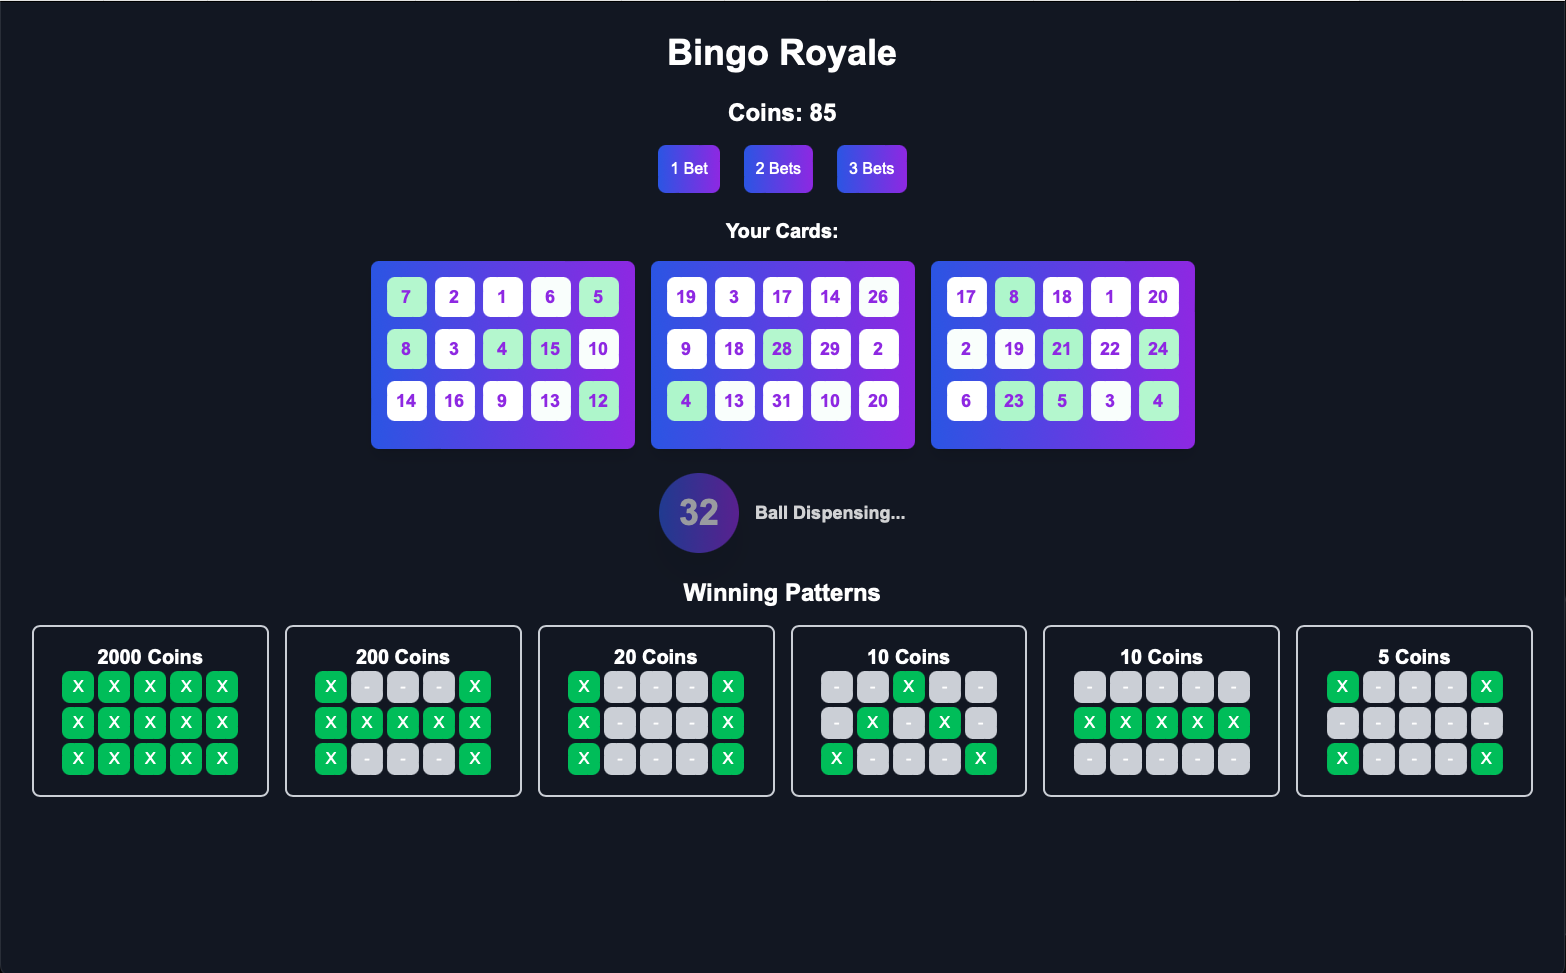 Bingo Royale
Coins: 85
1 Bet 2 Bets 3 Bets
Your Cards:
7 2 1 6 5
8 3 4 15 10
14 16 9 13 12
19 3 17 14 26
9 18 28 29 2
4 13 31 10 20
17 8 18 1 20
2 19 21 22 24
6 23 5 3 4
32 Ball Dispensing...
Winning Patterns
2000 Coins
X X X X X
X X X X X
X X X X X
200 Coins
X - - - X
X X X X X
X - - - X
20 Coins
X - - - X
X - - - X
X - - - X
10 Coins
- - X - -
- X - X -
X - - - X
10 Coins
- - - - -
X X X X X
- - - - -
5 Coins
X - - - X
- - - - -
X - - - X